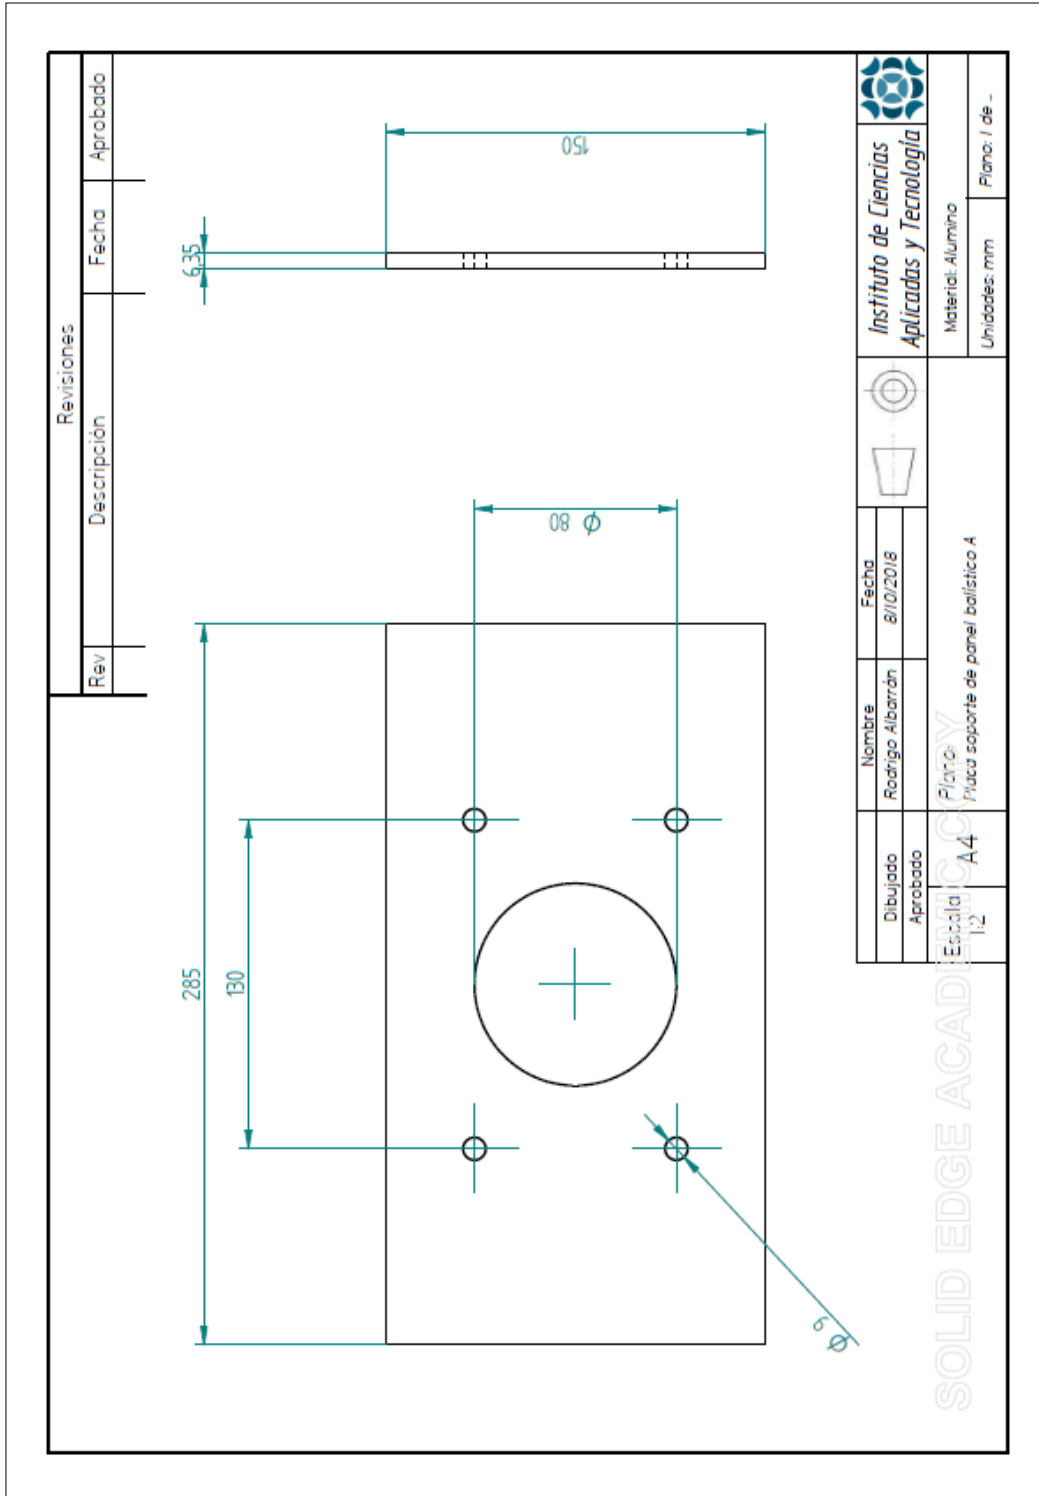 Revisiones
Rev Descripción Fecha Aprobado
285
130
Ø 80
Ø 9
6,35
150
Nombre Fecha
Dibujado Rodrigo Albarrán 8/10/2018
Aprobado
Instituto de Ciencias
Aplicadas y Tecnología
Escala
1:2
A4
Plano:
Placa soporte de panel balístico A
Material: Alumino
Unidades: mm
Plano: 1 de _
SOLID EDGE ACADEMIC COPY